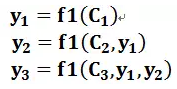 y₁ = f1(C₁)
y₂ = f1(C₂,y₁)
y₃ = f1(C₃,y₁,y₂)